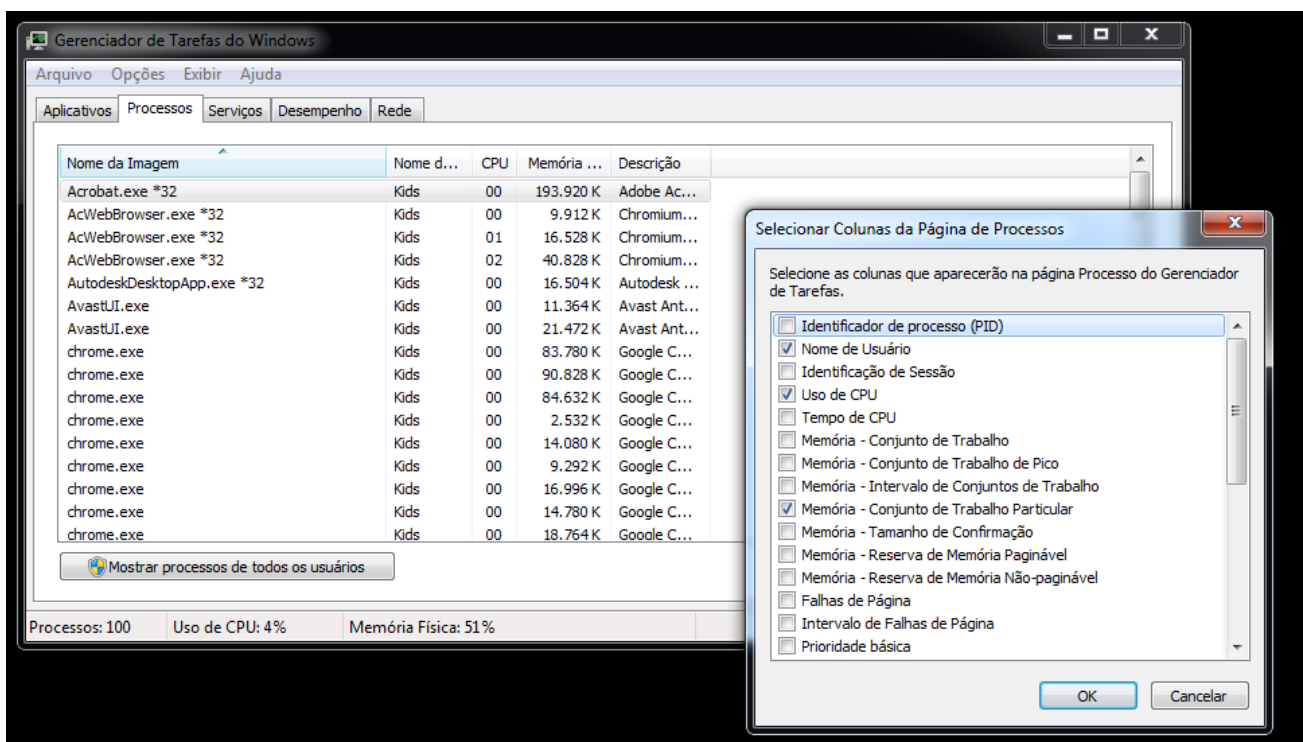 Gerenciador de Tarefas do Windows
Arquivo Opções Exibir Ajuda
Aplicativos Processos Serviços Desempenho Rede
Nome da Imagem Nome d... CPU Memória ... Descrição
Acrobat.exe *32 Kids 00 193.920 K Adobe Ac...
AcWebBrowser.exe *32 Kids 00 9.912 K Chromium...
AcWebBrowser.exe *32 Kids 01 16.528 K Chromium...
AcWebBrowser.exe *32 Kids 02 40.828 K Chromium...
AutodeskDesktopApp.exe *32 Kids 00 16.504 K Autodesk ...
AvastUI.exe Kids 00 11.364 K Avast Ant...
AvastUI.exe Kids 00 21.472 K Avast Ant...
chrome.exe Kids 00 83.780 K Google C...
chrome.exe Kids 00 90.828 K Google C...
chrome.exe Kids 00 84.632 K Google C...
chrome.exe Kids 00 2.532 K Google C...
chrome.exe Kids 00 14.080 K Google C...
chrome.exe Kids 00 9.292 K Google C...
chrome.exe Kids 00 16.996 K Google C...
chrome.exe Kids 00 14.780 K Google C...
chrome.exe Kids 00 18.764 K Google C...
Mostrar processos de todos os usuários
Processos: 100 Uso de CPU: 4% Memória Física: 51%
Selecionar Colunas da Página de Processos
Selecione as colunas que aparecerão na página Processo do Gerenciador
de Tarefas.
Identificador de processo (PID)
Nome de Usuário
Identificação de Sessão
Uso de CPU
Tempo de CPU
Memória - Conjunto de Trabalho
Memória - Conjunto de Trabalho de Pico
Memória - Intervalo de Conjuntos de Trabalho
Memória - Conjunto de Trabalho Particular
Memória - Tamanho de Confirmação
Memória - Reserva de Memória Paginável
Memória - Reserva de Memória Não-paginável
Falhas de Página
Intervalo de Falhas de Página
Prioridade básica
OK Cancelar